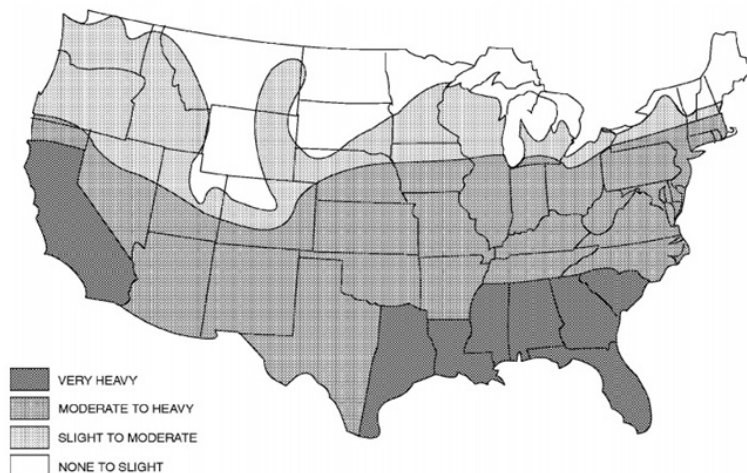 VERY HEAVY
MODERATE TO HEAVY
SLIGHT TO MODERATE
NONE TO SLIGHT